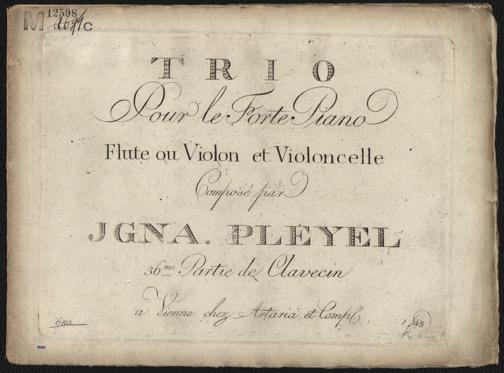 M 12598
TRIO
Pour le Forte Piano
Flute ou Violon et Violoncelle
Composé par
JGNA. PLEYEL
36me Partie de Clavecin
a Vienne chez Artaria et Comp.
680